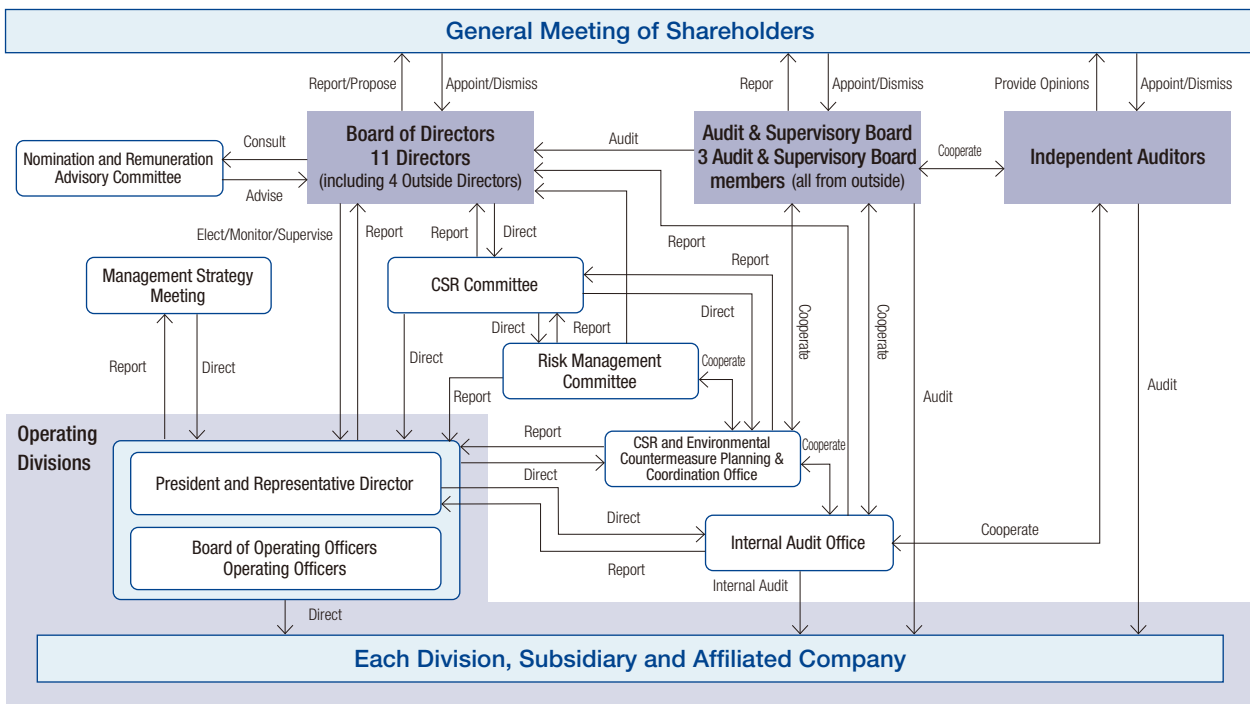 General Meeting of Shareholders
Report/Propose
Appoint/Dismiss
Repor
Appoint/Dismiss
Provide Opinions
Appoint/Dismiss
Board of Directors
11 Directors
(including 4 Outside Directors)
Audit
Audit & Supervisory Board
3 Audit & Supervisory Board
members (all from outside)
Cooperate
Independent Auditors
Consult
Nomination and Remuneration
Advisory Committee
Advise
Elect/Monitor/Supervise
Report
Report
Direct
Report
Report
Management Strategy
Meeting
CSR Committee
Direct
Cooperate
Cooperate
Direct
Report
Report
Direct
Direct
Risk Management
Committee
Cooperate
Report
Audit
Audit
Operating
Divisions
Report
CSR and Environmental
Countermeasure Planning &
Coordination Office
Cooperate
President and Representative Director
Direct
Direct
Internal Audit Office
Cooperate
Board of Operating Officers
Operating Officers
Report
Internal Audit
Direct
Each Division, Subsidiary and Affiliated Company